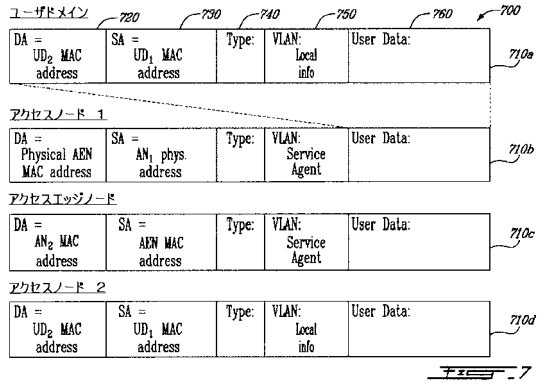 ユーザドメイン 720 730 740 750 760 700
DA = SA = Type: VLAN: User Data:
UD₂ MAC UD₁ MAC Local
address address info
710a
アクセスノード 1
DA = SA = Type: VLAN: User Data:
Physical AEN AN₁ phys. Service
MAC address address Agent
710b
アクセスエッジノード
DA = SA = Type: VLAN: User Data:
AN₂ MAC AEN MAC Service
address address Agent
710c
アクセスノード 2
DA = SA = Type: VLAN: User Data:
UD₂ MAC UD₁ MAC Local
address address info
710d
Fig. 7